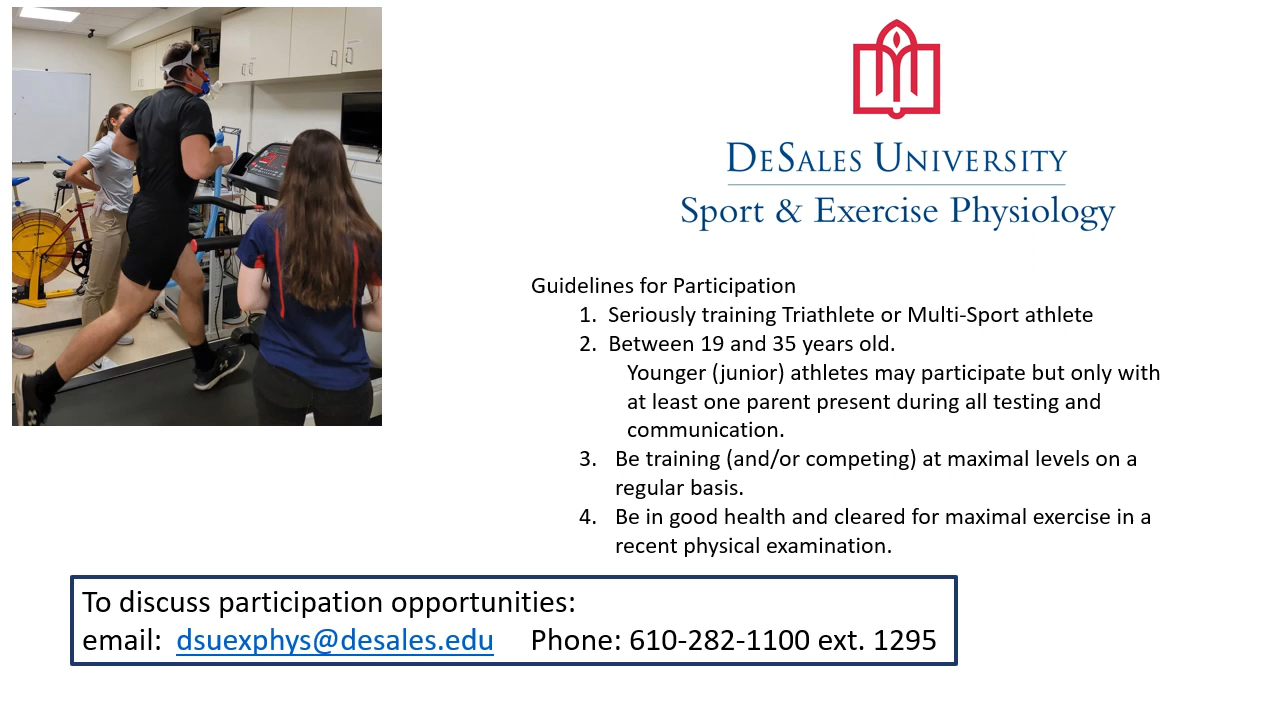 DeSales University
Sport & Exercise Physiology
Guidelines for Participation
1. Seriously training Triathlete or Multi-Sport athlete
2. Between 19 and 35 years old.
Younger (junior) athletes may participate but only with
at least one parent present during all testing and
communication.
3. Be training (and/or competing) at maximal levels on a
regular basis.
4. Be in good health and cleared for maximal exercise in a
recent physical examination.
To discuss participation opportunities:
email: dsuexphys@desales.edu Phone: 610-282-1100 ext. 1295